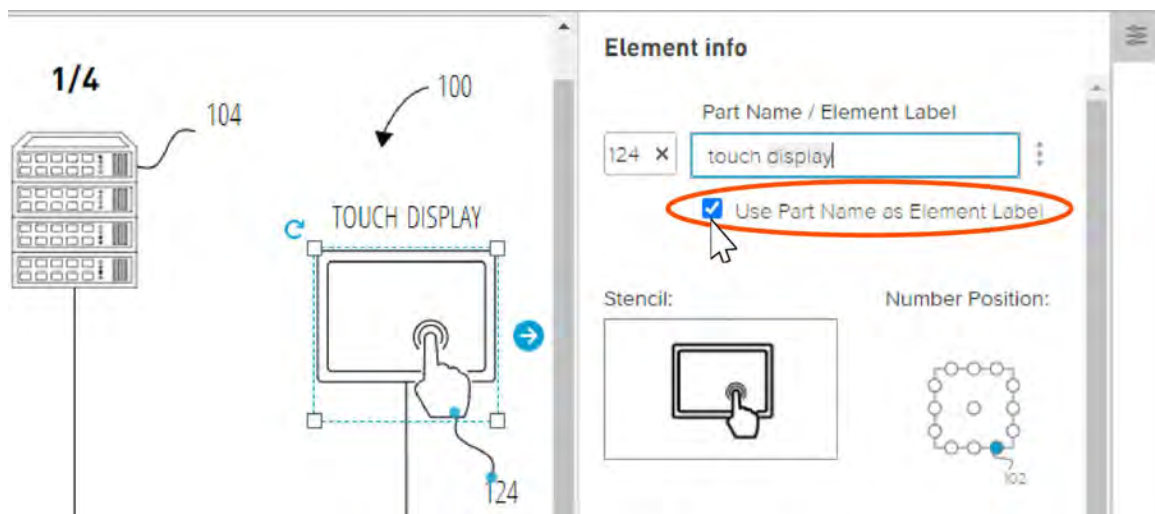 1/4
104
100
TOUCH DISPLAY
124
Element info
Part Name / Element Label
124 ×
touch display
Use Part Name as Element Label
Stencil:
Number Position:
102